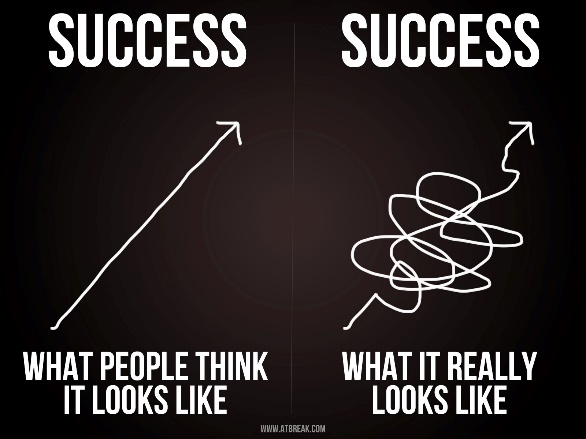 SUCCESS
SUCCESS
WHAT PEOPLE THINK
IT LOOKS LIKE
WHAT IT REALLY
LOOKS LIKE
WWW.ATBREAK.COM